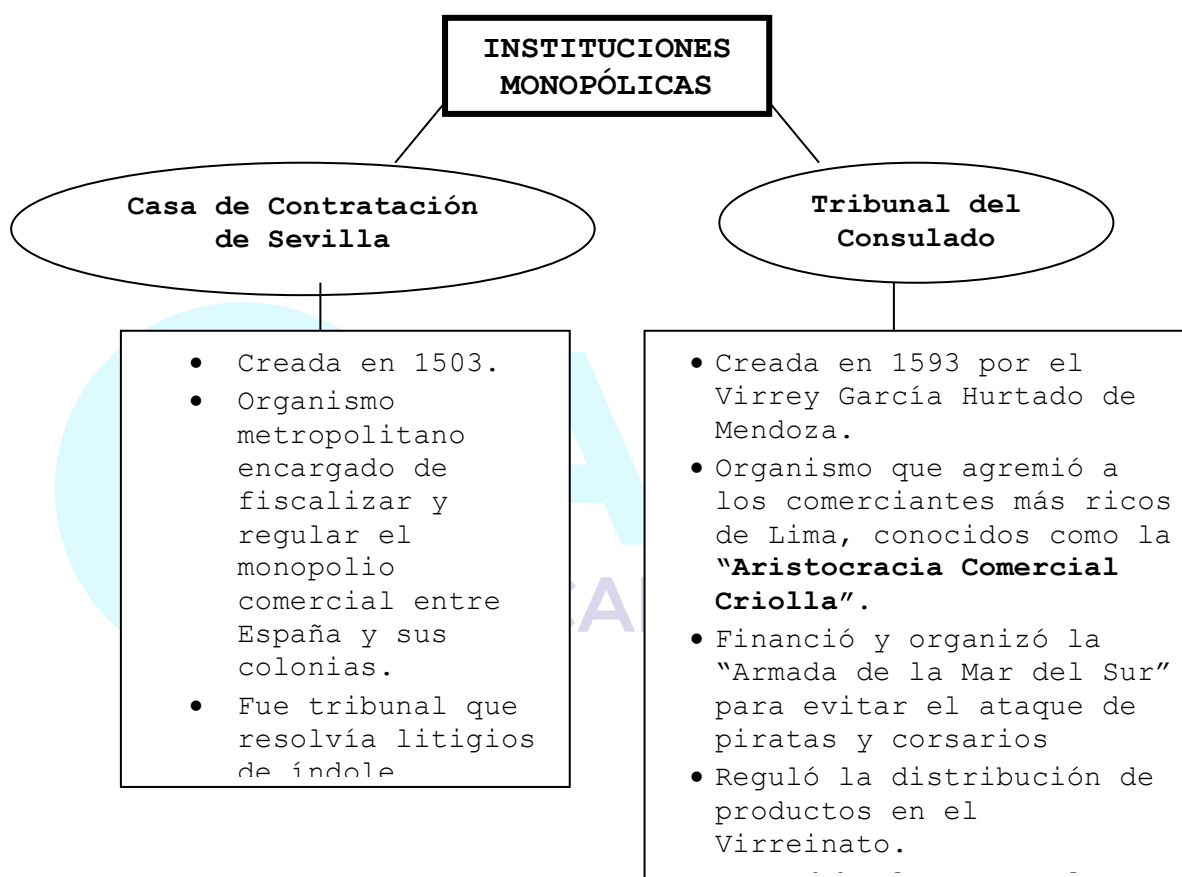 INSTITUCIONES
MONOPÓLICAS
Casa de Contratación
de Sevilla
Tribunal del
Consulado
• Creada en 1503.
• Organismo
metropolitano
encargado de
fiscalizar y
regular el
monopolio
comercial entre
España y sus
colonias.
• Fue tribunal que
resolvía litigios
de índole
• Creada en 1593 por el
Virrey García Hurtado de
Mendoza.
• Organismo que agremió a
los comerciantes más ricos
de Lima, conocidos como la
“Aristocracia Comercial
Criolla”.
• Financió y organizó la
“Armada de la Mar del Sur”
para evitar el ataque de
piratas y corsarios
• Reguló la distribución de
productos en el
Virreinato.